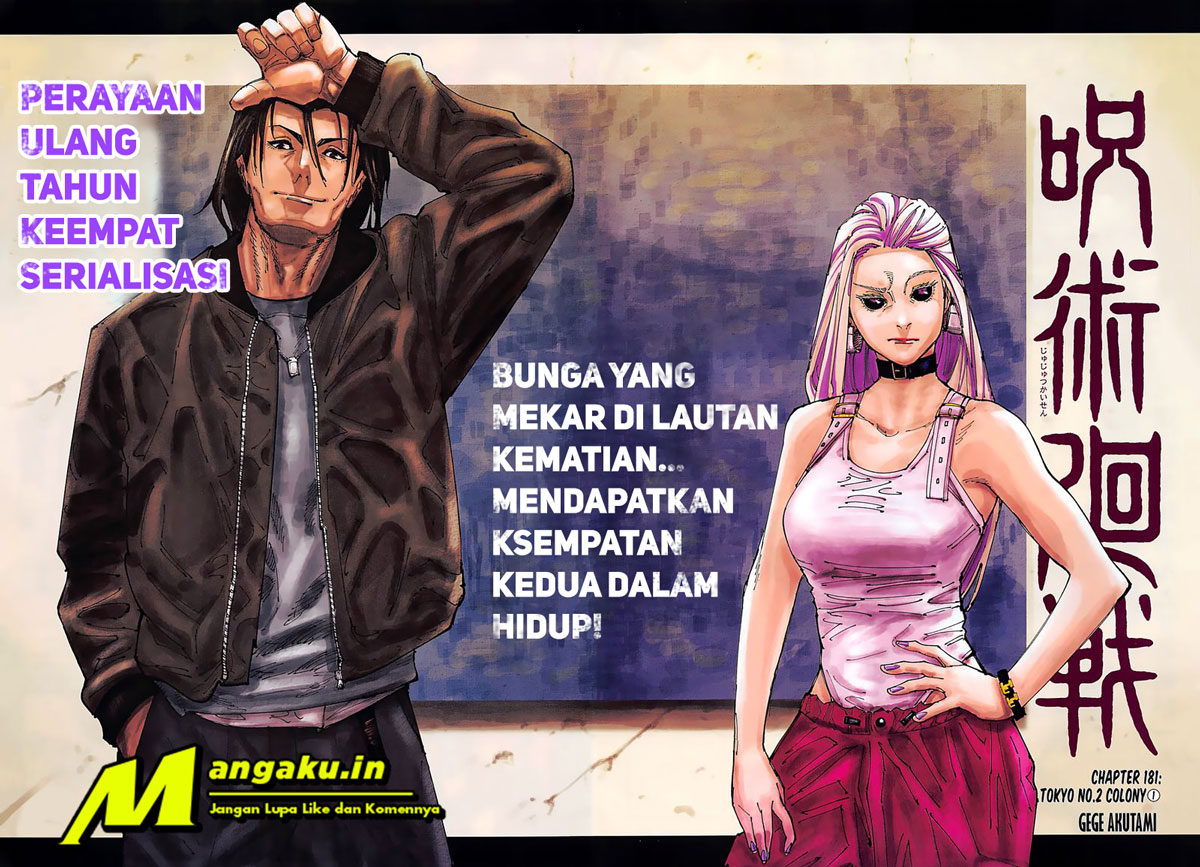 PERAYAAN
ULANG
TAHUN
KEEMPAT
SERIALISASI
BUNGA YANG
MEKAR DI LAUTAN
KEMATIAN...
MENDAPATKAN
KSEMPATAN
KEDUA DALAM
HIDUP!
呪術廻戦
じゅじゅつかいせん
CHAPTER 181:
TOKYO NO.2 COLONY①
GEGE AKUTAMI
Mangaku.in
Jangan Lupa Like dan Komennya